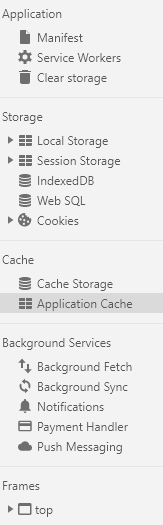 Application
Manifest
Service Workers
Clear storage
Storage
Local Storage
Session Storage
IndexedDB
Web SQL
Cookies
Cache
Cache Storage
Application Cache
Background Services
Background Fetch
Background Sync
Notifications
Payment Handler
Push Messaging
Frames
top